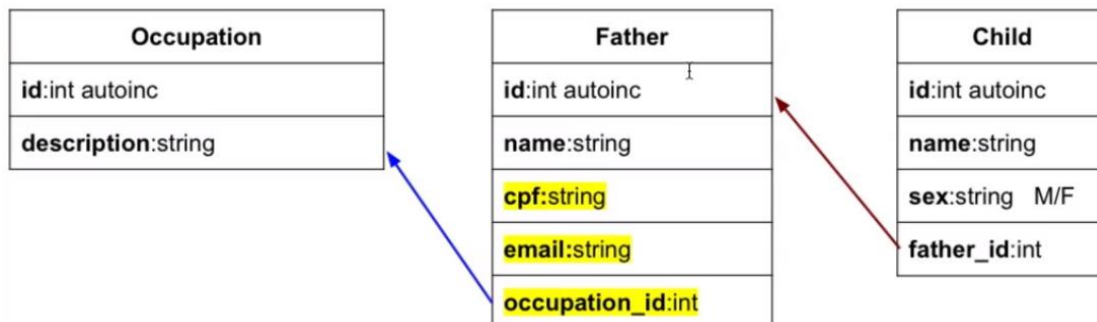 Occupation
id:int autoinc
description:string
Father
id:int autoinc
name:string
cpf:string
email:string
occupation_id:int
Child
id:int autoinc
name:string
sex:string M/F
father_id:int